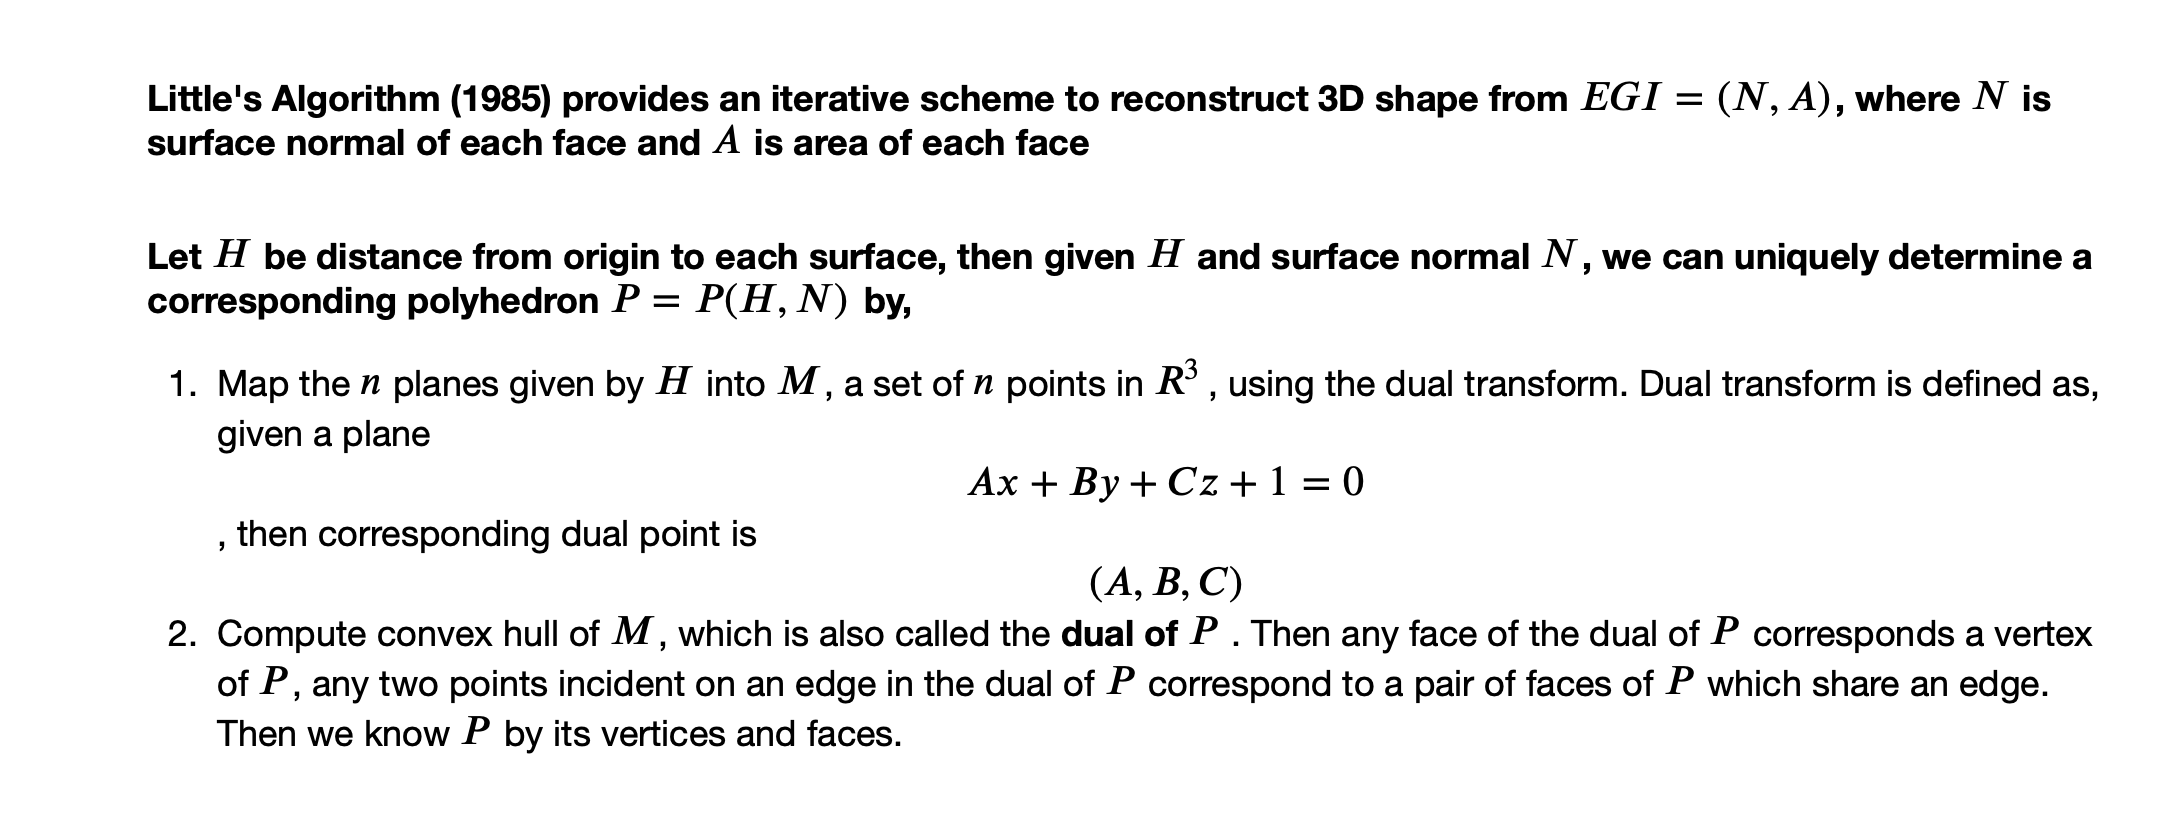 Little's Algorithm (1985) provides an iterative scheme to reconstruct 3D shape from EGI = (N, A), where N is
surface normal of each face and A is area of each face
Let H be distance from origin to each surface, then given H and surface normal N, we can uniquely determine a
corresponding polyhedron P = P(H, N) by,
1. Map the n planes given by H into M, a set of n points in R³, using the dual transform. Dual transform is defined as,
given a plane
Ax + By + Cz + 1 = 0
, then corresponding dual point is
(A, B, C)
2. Compute convex hull of M, which is also called the dual of P. Then any face of the dual of P corresponds a vertex
of P, any two points incident on an edge in the dual of P correspond to a pair of faces of P which share an edge.
Then we know P by its vertices and faces.